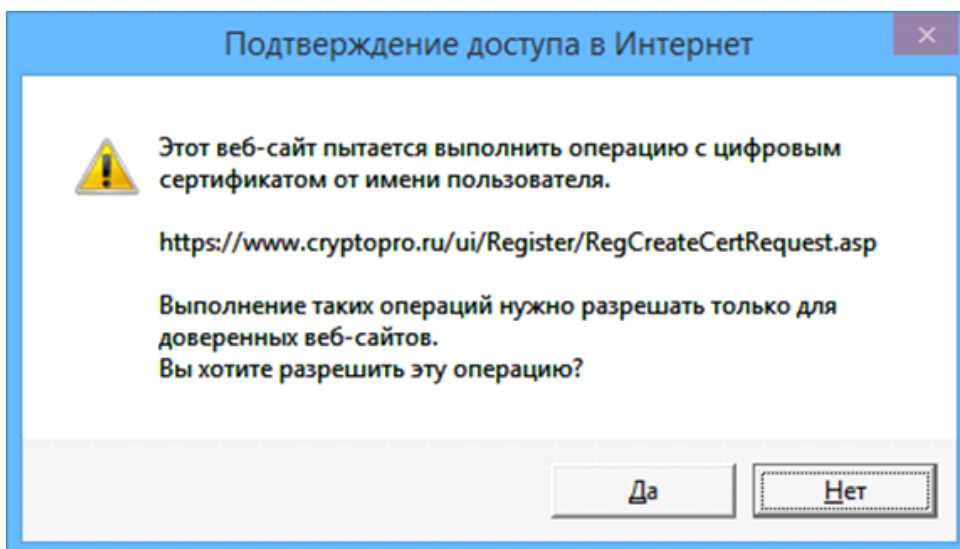 Подтверждение доступа в Интернет
Этот веб-сайт пытается выполнить операцию с цифровым
сертификатом от имени пользователя.
https://www.cryptopro.ru/ui/Register/RegCreateCertRequest.asp
Выполнение таких операций нужно разрешать только для
доверенных веб-сайтов.
Вы хотите разрешить эту операцию?
Да
Нет